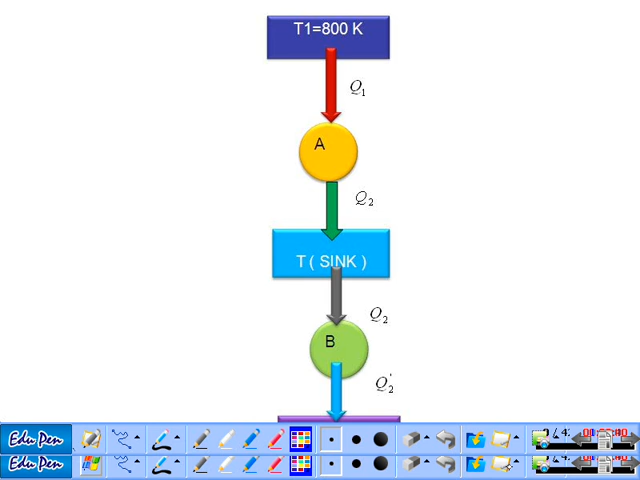 T1=800 K
Q1
A
Q2
T ( SINK )
Q2
B
Q2'
Edu Pen
Edu Pen